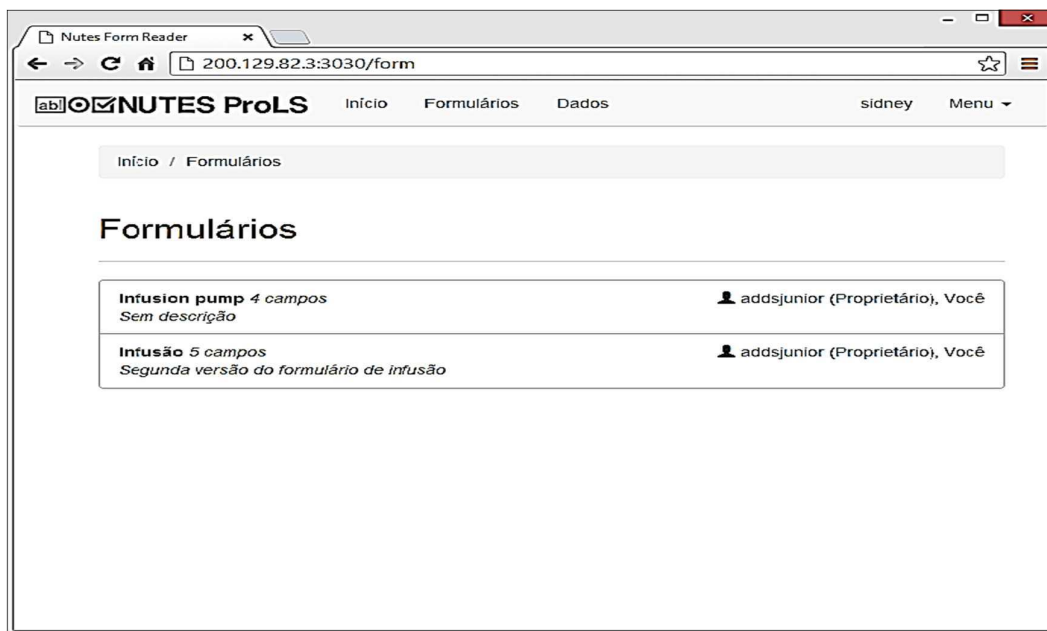 Nutes Form Reader
200.129.82.3:3030/form
ab NUTES ProLS Início Formulários Dados sidney Menu
Início / Formulários
Formulários
Infusion pump 4 campos addsjunior (Proprietário), Você
Sem descrição
Infusão 5 campos addsjunior (Proprietário), Você
Segunda versão do formulário de infusão